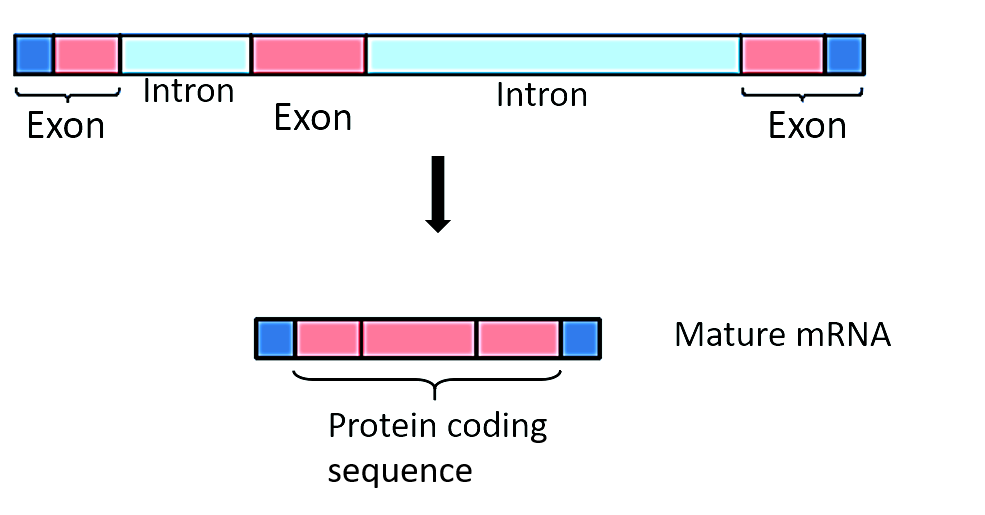 Exon
Intron
Exon
Intron
Exon
Mature mRNA
Protein coding
sequence